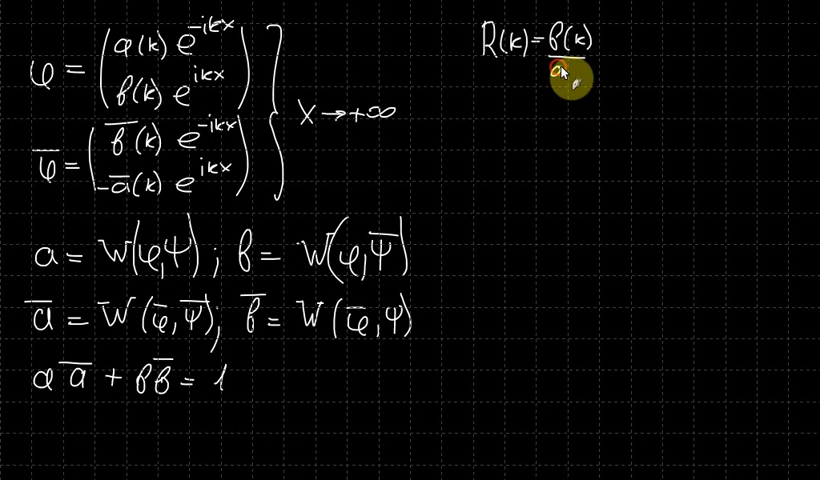 φ = ( a(k) e^{-ikx}
b(k) e^{ikx} )
φ̄ = ( b̄(k) e^{-ikx}
-ā(k) e^{ikx} )
x → +∞
a = W(φ,ψ) ; b = W(φ,ψ̄)
ā = W(φ̄,ψ̄); b̄ = W(φ̄,ψ)
aā + bb̄ = 1
R(k) = b(k)
a